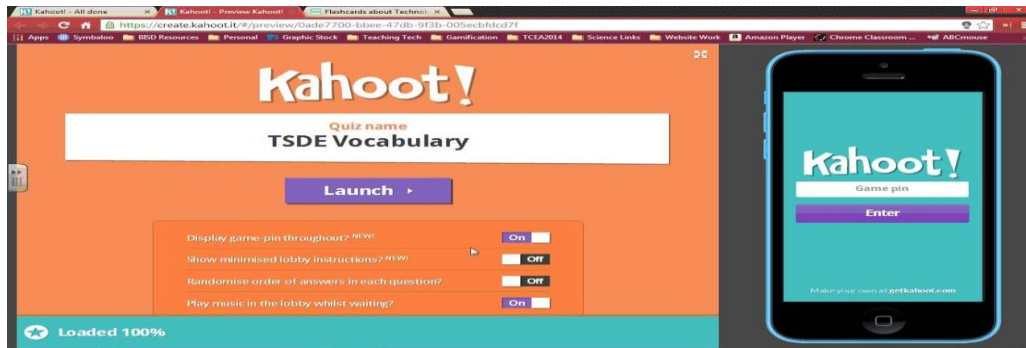 Kahoot! - All done
Kahoot! - Preview Kahoot!
Flashcards about Technol
https://create.kahoot.it/#/preview/0ade7700-bbee-47db-9f3b-005ecbfdcd7f
Apps Symbaloo BISD Resources Personal Graphic Stock Teaching Tech Gamification TCEA2014 Science Links Website Work Amazon Player Chrome Classroom ... ABCmouse
Kahoot!
Quiz name
TSDE Vocabulary
Launch
Display game-pin throughout? NEW! On
Show minimised lobby instructions? NEW! Off
Randomise order of answers in each question? Off
Play music in the lobby whilst waiting? On
Loaded 100%
Kahoot!
Game pin
Enter
Make your own at getkahoot.com